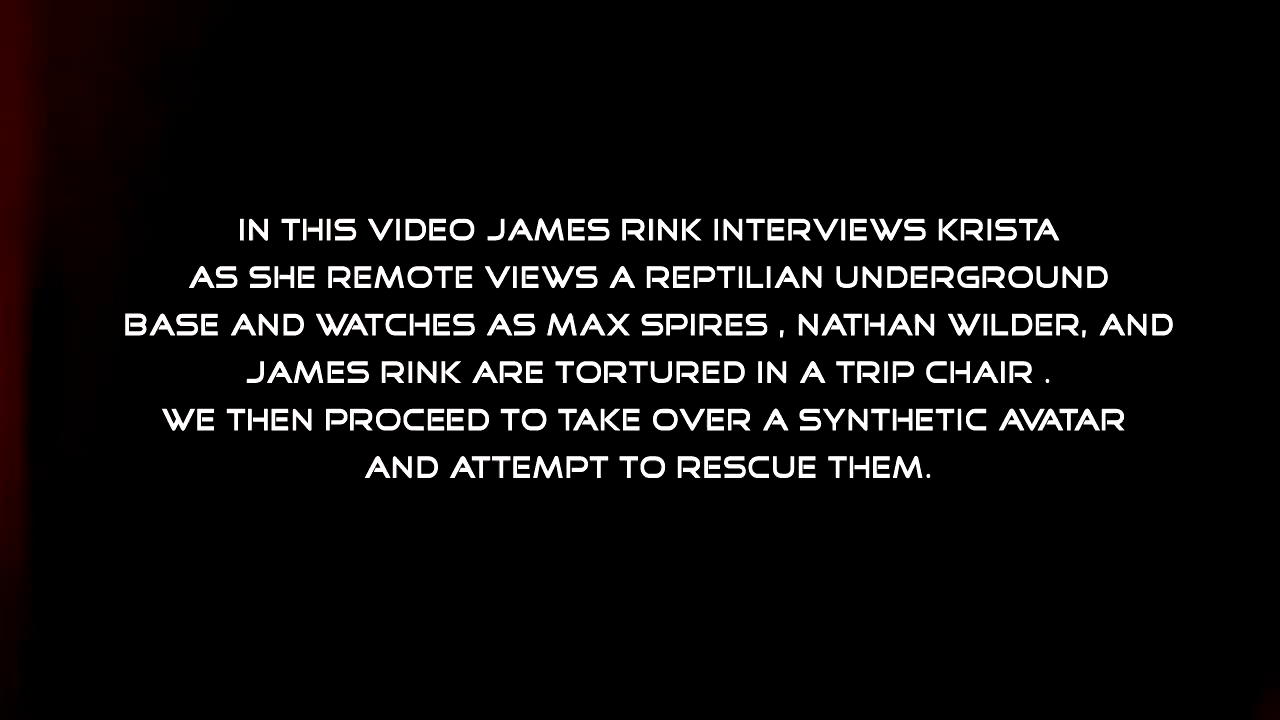 IN THIS VIDEO JAMES RINK INTERVIEWS KRISTA
AS SHE REMOTE VIEWS A REPTILIAN UNDERGROUND
BASE AND WATCHES AS MAX SPIRES , NATHAN WILDER, AND
JAMES RINK ARE TORTURED IN A TRIP CHAIR .
WE THEN PROCEED TO TAKE OVER A SYNTHETIC AVATAR
AND ATTEMPT TO RESCUE THEM.